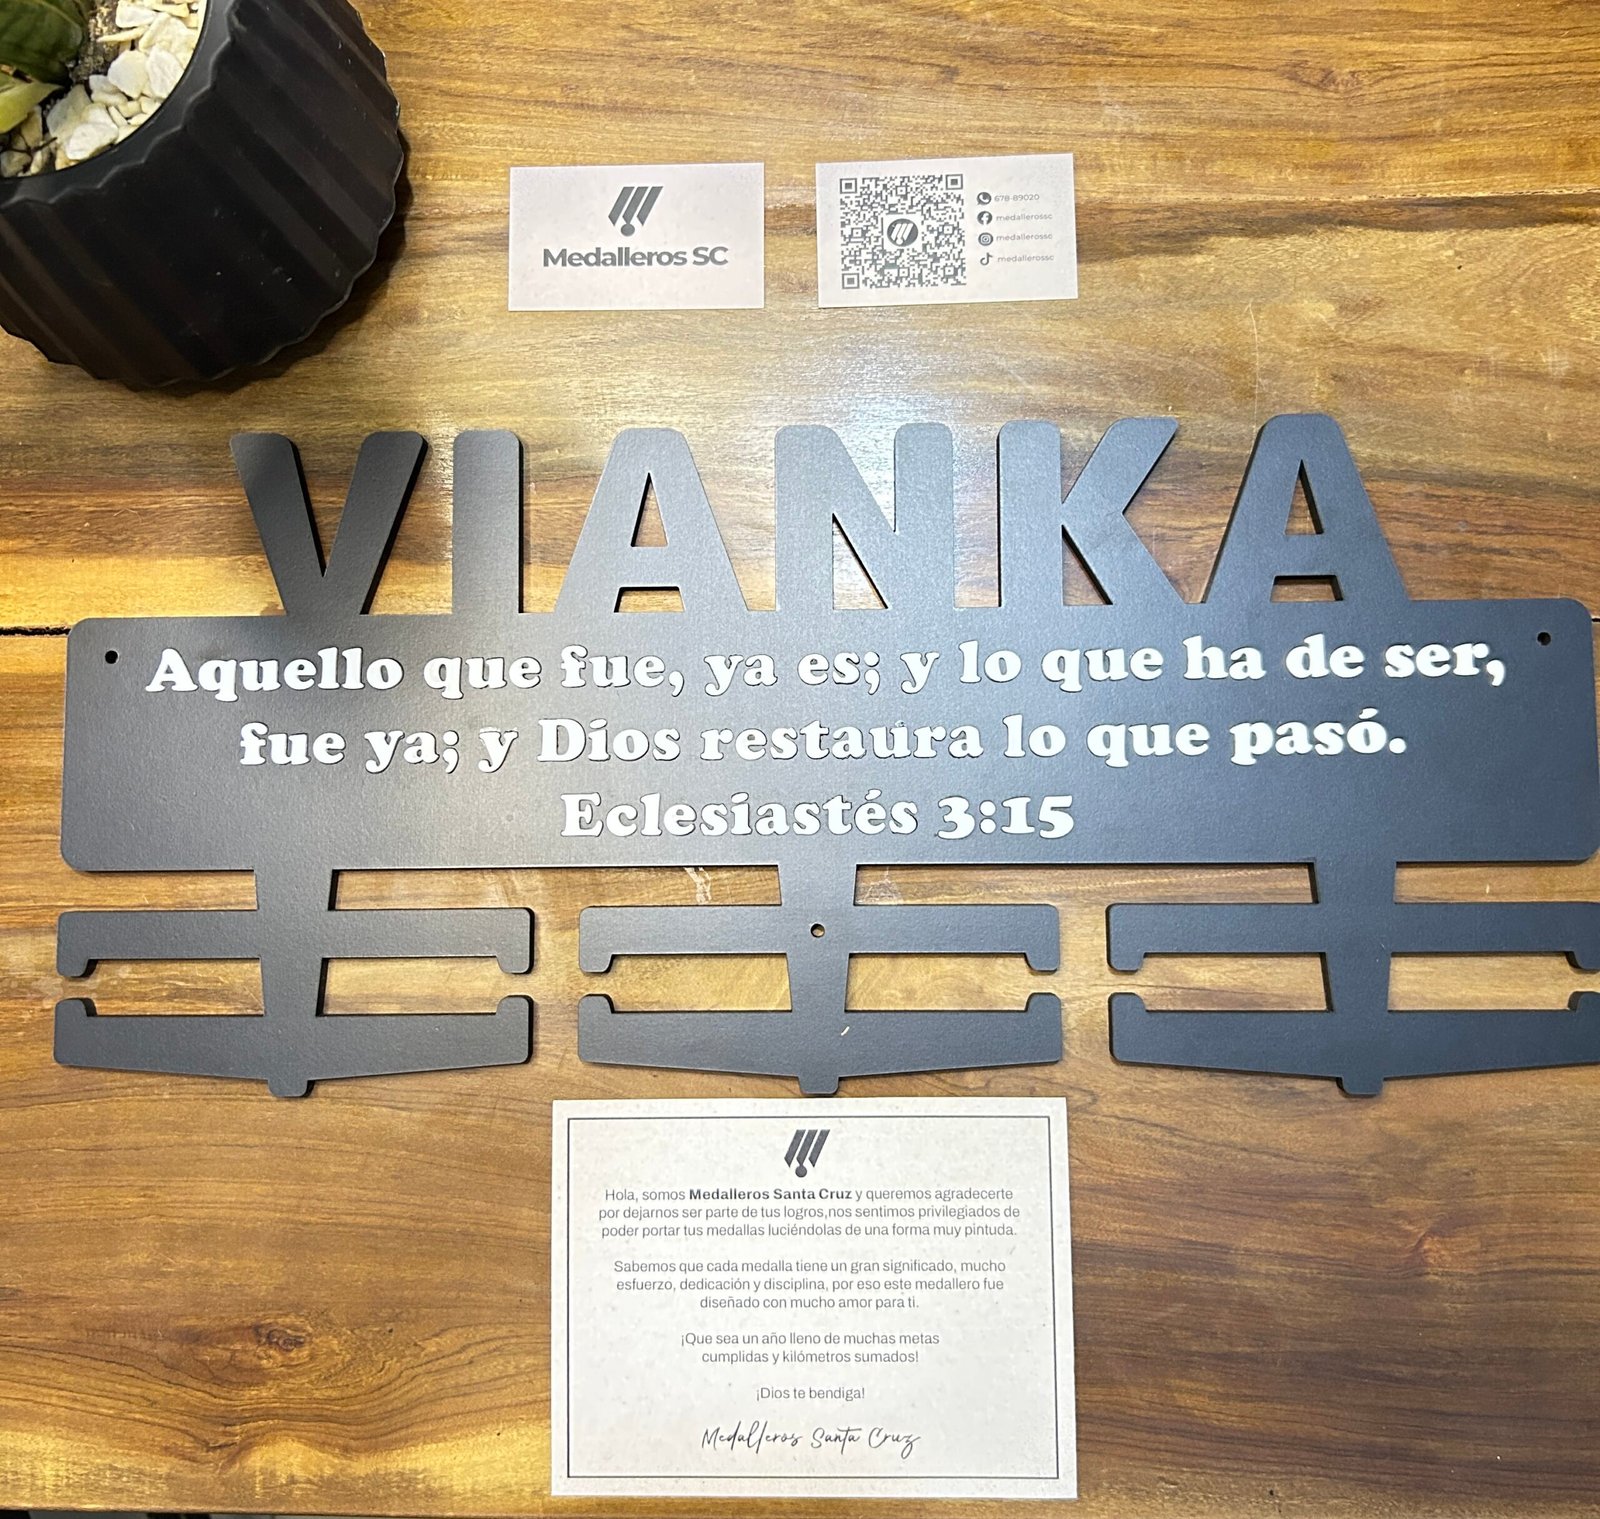 Medalleros SC
678-89020
medallerossc
medallerossc
medallerossc
VIANKA
Aquello que fue, ya es; y lo que ha de ser,
fue ya; y Dios restaura lo que pasó.
Eclesiastés 3:15
Hola, somos Medalleros Santa Cruz y queremos agradecerte
por dejarnos ser parte de tus logros,nos sentimos privilegiados de
poder portar tus medallas luciéndolas de una forma muy pintuda.
Sabemos que cada medalla tiene un gran significado, mucho
esfuerzo, dedicación y disciplina, por eso este medallero fue
diseñado con mucho amor para ti.
¡Que sea un año lleno de muchas metas
cumplidas y kilómetros sumados!
¡Dios te bendiga!
Medalleros Santa Cruz